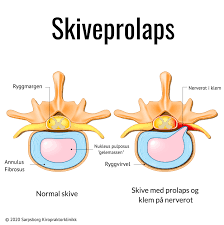 Skiveprolaps
Ryggmargen
Nerverot / klem
Nukleus pulposus
"gelemassen"
Annulus
Fibrosus
Ryggvirvel
Normal skive
Skive med prolaps og
klem på nerverot
© 2020 Sarpsborg Kiropraktorklinikk